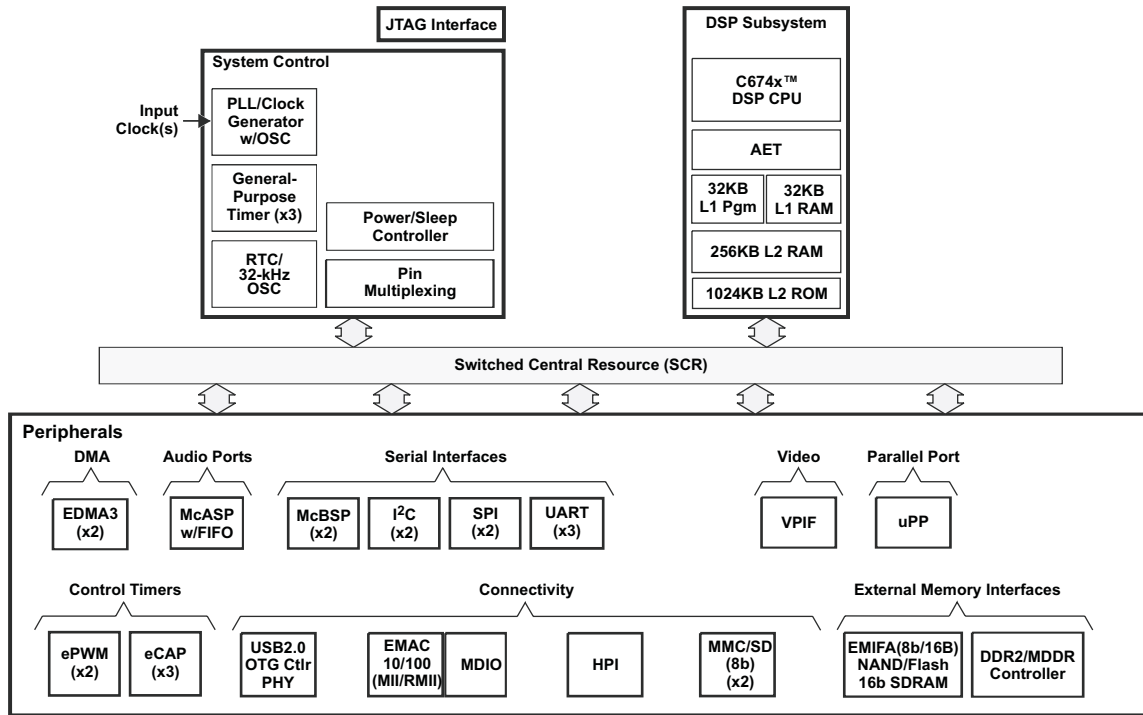 JTAG Interface
System Control
Input
Clock(s)
PLL/Clock
Generator
w/OSC
General-
Purpose
Timer (x3)
RTC/
32-kHz
OSC
Power/Sleep
Controller
Pin
Multiplexing
DSP Subsystem
C674x™
DSP CPU
AET
32KB
L1 Pgm
32KB
L1 RAM
256KB L2 RAM
1024KB L2 ROM
Switched Central Resource (SCR)
Peripherals
DMA
EDMA3
(x2)
Audio Ports
McASP
w/FIFO
Serial Interfaces
McBSP
(x2)
I²C
(x2)
SPI
(x2)
UART
(x3)
Video
VPIF
Parallel Port
uPP
Control Timers
ePWM
(x2)
eCAP
(x3)
Connectivity
USB2.0
OTG Ctlr
PHY
EMAC
10/100
(MII/RMII)
MDIO
HPI
MMC/SD
(8b)
(x2)
External Memory Interfaces
EMIFA(8b/16B)
NAND/Flash
16b SDRAM
DDR2/MDDR
Controller